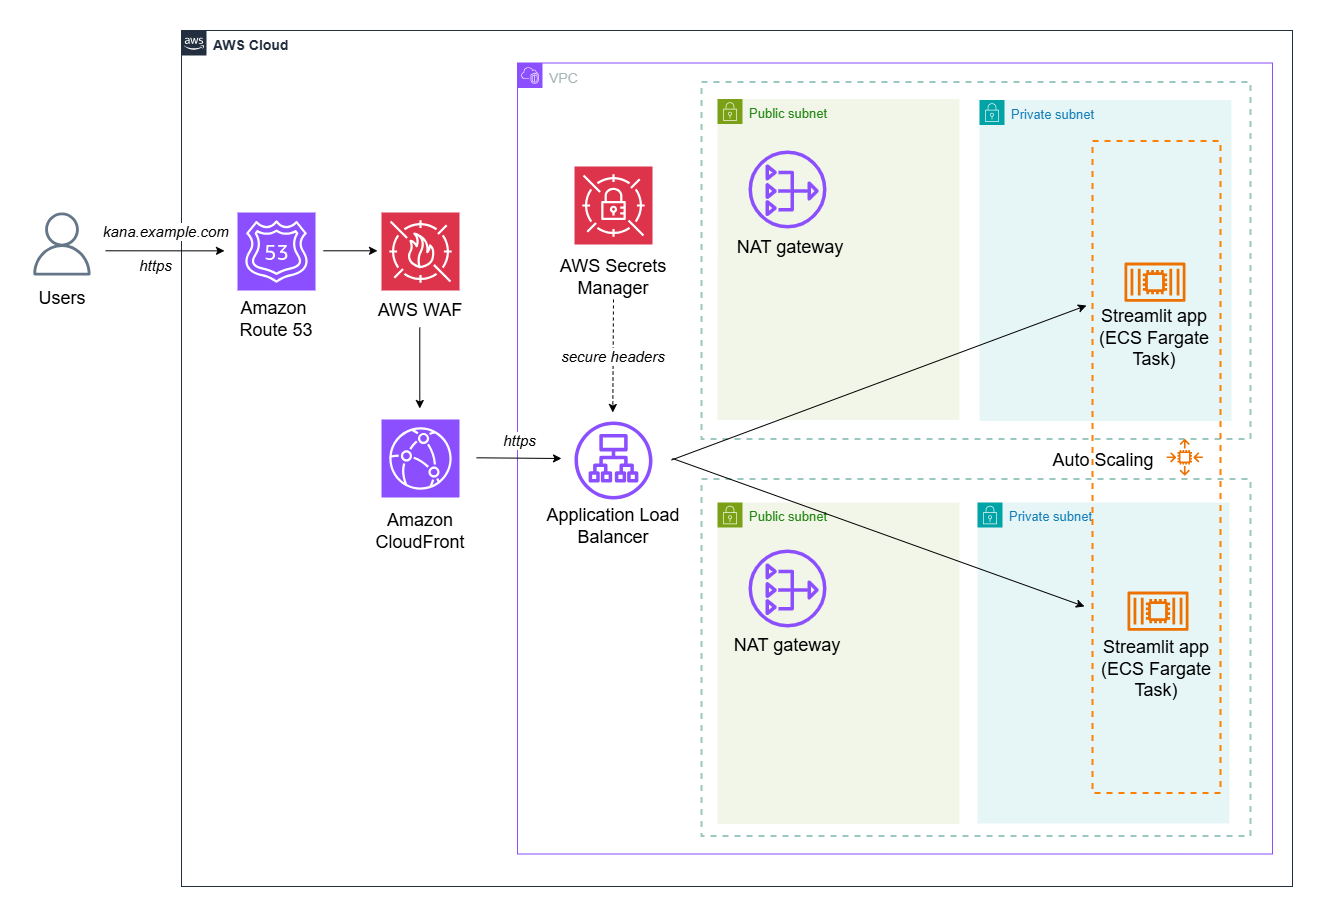 aws
AWS Cloud
VPC
Public subnet
Private subnet
NAT gateway
kana.example.com
https
Users
53
Amazon
Route 53
AWS WAF
AWS Secrets
Manager
secure headers
Streamlit app
(ECS Fargate
Task)
https
Amazon
CloudFront
Application Load
Balancer
Auto Scaling
Public subnet
Private subnet
NAT gateway
Streamlit app
(ECS Fargate
Task)